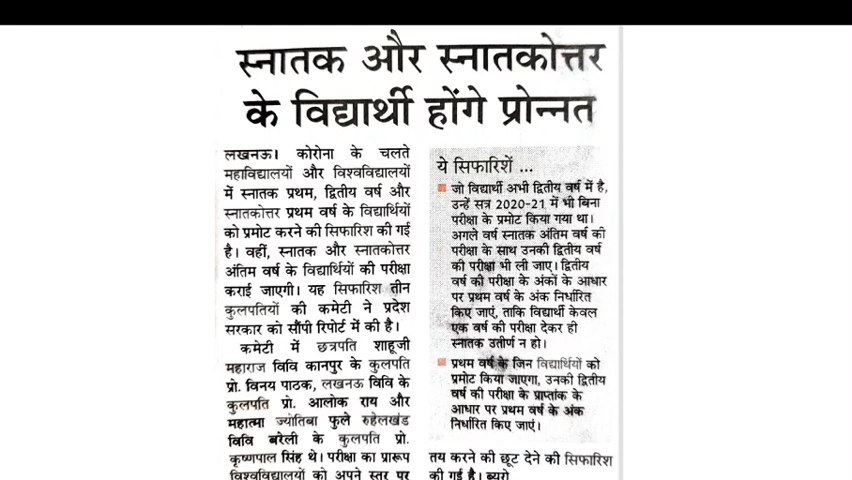 स्नातक और स्नातकोत्तर
के विद्यार्थी होंगे प्रोन्नत
लखनऊ। कोरोना के चलते
महाविद्यालयों और विश्वविद्यालयों
में स्नातक प्रथम, द्वितीय वर्ष और
स्नातकोत्तर प्रथम वर्ष के विद्यार्थियों
को प्रमोट करने की सिफारिश की गई
है। वहीं, स्नातक और स्नातकोत्तर
अंतिम वर्ष के विद्यार्थियों की परीक्षा
कराई जाएगी। यह सिफारिश तीन
कुलपतियों की कमेटी ने प्रदेश
सरकार को सौंपी रिपोर्ट में की है।
कमेटी में छत्रपति शाहूजी
महाराज विवि कानपुर के कुलपति
प्रो. विनय पाठक, लखनऊ विवि के
कुलपति प्रो. आलोक राय और
महात्मा ज्योतिबा फुले रुहेलखंड
विवि बरेली के कुलपति प्रो.
कृष्णपाल सिंह थे। परीक्षा का प्रारूप
विश्वविद्यालयों को अपने स्तर पर
ये सिफारिशें ...
जो विद्यार्थी अभी द्वितीय वर्ष में है,
उन्हें सत्र 2020-21 में भी बिना
परीक्षा के प्रमोट किया गया था।
अगले वर्ष स्नातक अंतिम वर्ष की
परीक्षा के साथ उनकी द्वितीय वर्ष
की परीक्षा भी ली जाए। द्वितीय
वर्ष की परीक्षा के अंकों के आधार
पर प्रथम वर्ष के अंक निर्धारित
किए जाएं, ताकि विद्यार्थी केवल
एक वर्ष की परीक्षा देकर ही
स्नातक उतीर्ण न हो।
प्रथम वर्ष के जिन विद्यार्थियों को
प्रमोट किया जाएगा, उनकी द्वितीय
वर्ष की परीक्षा के प्राप्तांक के
आधार पर प्रथम वर्ष के अंक
निर्धारित किए जाएं।
तय करने की छूट देने की सिफारिश
की गई है। ब्यूरो